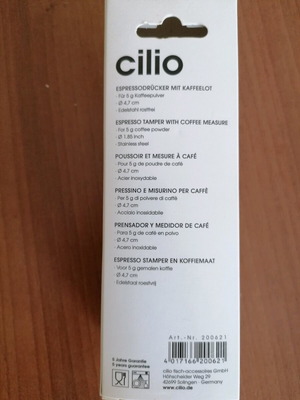 cilio
ESPRESSODRÜCKER MIT KAFFEELOT
· Für 5 g Kaffeepulver
· Ø 4,7 cm
· Edelstahl rostfrei
ESPRESSO TAMPER WITH COFFEE MEASURE
· For 5 g coffee powder
· Ø 1.85 inch
· Stainless steel
POUSSOIR ET MESURE À CAFÉ
· Pour 5 g de poudre de café
· Ø 4,7 cm
· Acier inoxydable
PRESSINO E MISURINO PER CAFFÈ
· Per 5 g di polvere di caffè
· Ø 4,7 cm
· Acciaio inossidabile
PRENSADOR Y MEDIDOR DE CAFÉ
· Para 5 g de café en polvo
· Ø 4,7 cm
· Acero inoxidable
ESPRESSO STAMPER EN KOFFIEMAAT
· Voor 5 g gemalen koffie
· Ø 4,7 cm
· Edelstaal roestvrij
Art.-Nr. 200621
4 017166 200621
5 Jahre Garantie
5 years guarantee
cilio tisch-accessoires GmbH
Höhscheider Weg 29
42699 Solingen · Germany
www.cilio.de